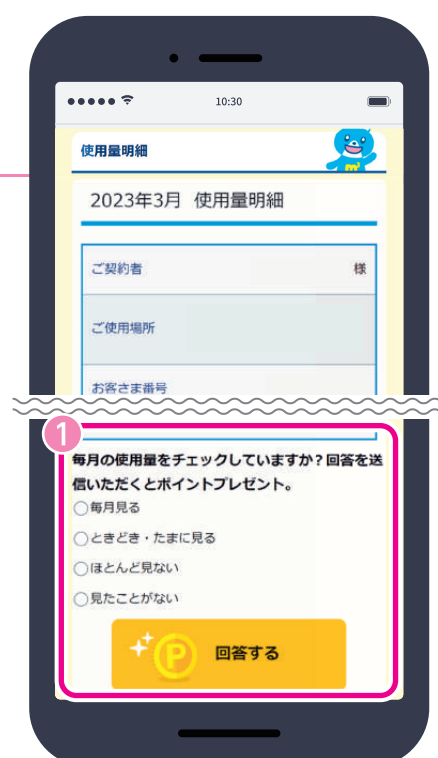 10:30
使用量明細
2023年3月 使用量明細
ご契約者 様
ご使用場所
お客さま番号
1
毎月の使用量をチェックしていますか?回答を送
信いただくとポイントプレゼント。
毎月見る
ときどき・たまに見る
ほとんど見ない
見たことがない
P 回答する